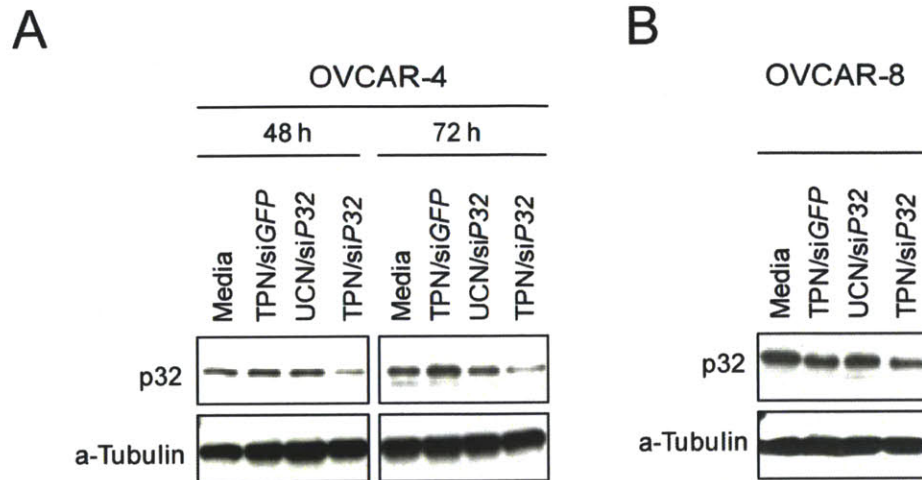 A
OVCAR-4
48 h
72 h
Media
TPN/siGFP
UCN/siP32
TPN/siP32
Media
TPN/siGFP
UCN/siP32
TPN/siP32
p32
a-Tubulin
B
OVCAR-8
Media
TPN/siGFP
UCN/siP32
TPN/siP32
p32
a-Tubulin